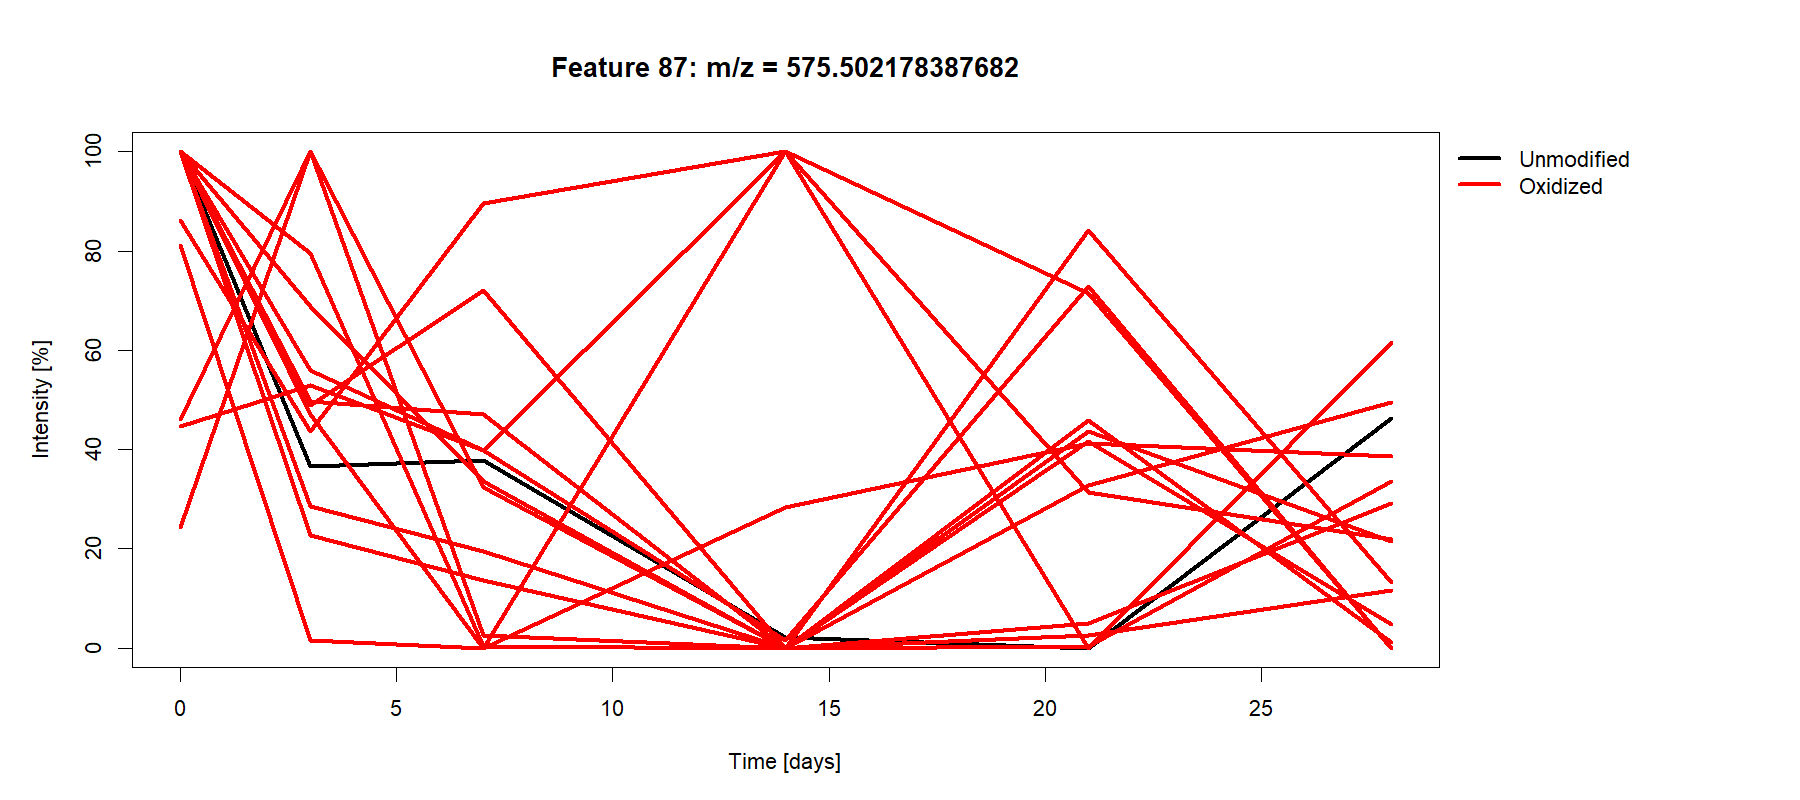 Feature 87: m/z = 575.502178387682
Unmodified
Oxidized
100
80
60
40
20
0
Intensity [%]
0 5 10 15 20 25
Time [days]